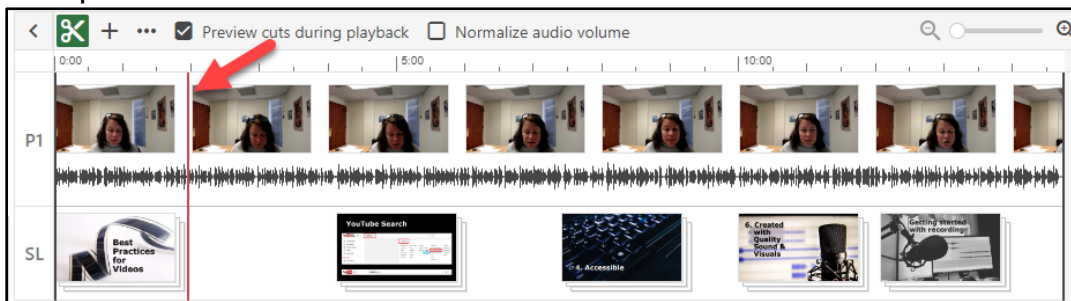 Preview cuts during playback
Normalize audio volume
0:00
5:00
10:00
P1
SL
Best
Practices
for
Videos
YouTube Search
4. Accessible
6. Created
with
Quality
Sound &
Visuals
Getting started
with recording